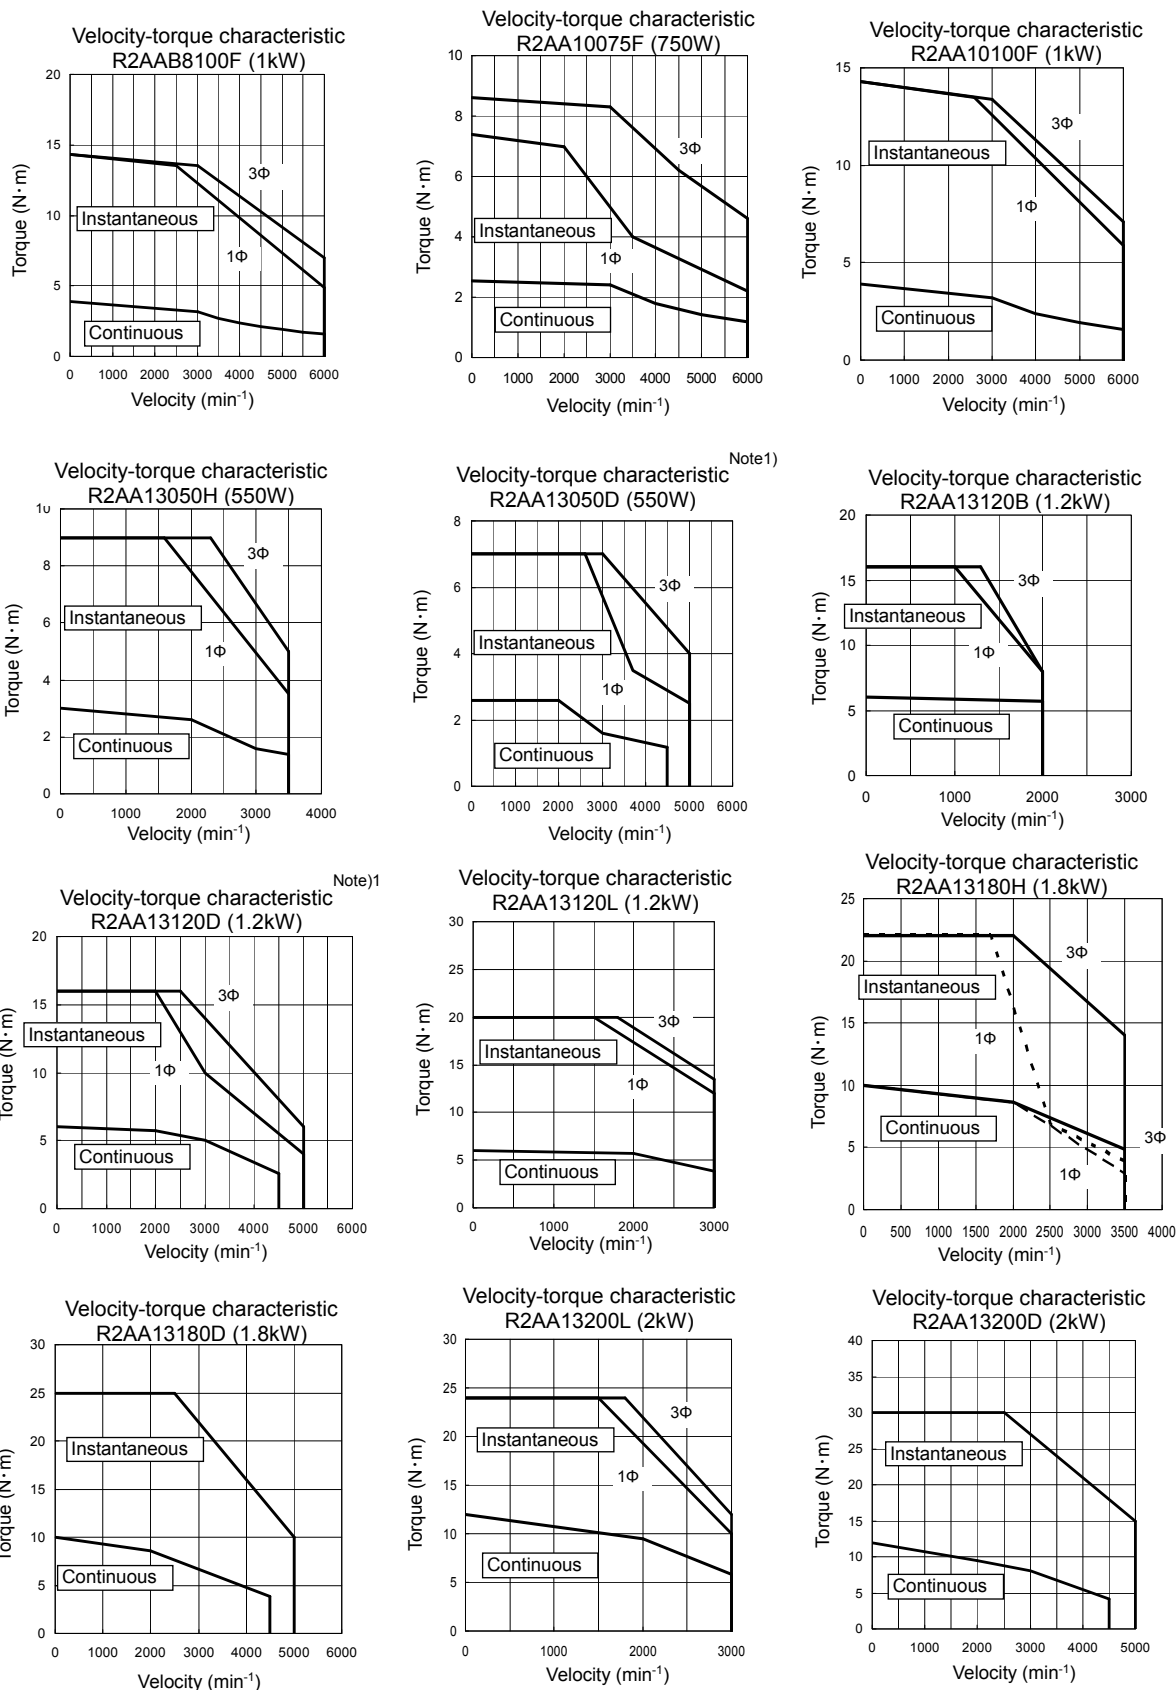 Velocity-torque characteristic
R2AAB8100F (1kW)
20
15
10
5
0
Torque (N・m)
3Φ
Instantaneous
1Φ
Continuous
0 1000 2000 3000 4000 5000 6000
Velocity (min-1)
Velocity-torque characteristic
R2AA10075F (750W)
10
8
6
4
2
0
Torque (N・m)
3Φ
Instantaneous
1Φ
Continuous
0 1000 2000 3000 4000 5000 6000
Velocity (min-1)
Velocity-torque characteristic
R2AA10100F (1kW)
15
10
5
0
Torque (N・m)
3Φ
Instantaneous
1Φ
Continuous
0 1000 2000 3000 4000 5000 6000
Velocity (min-1)
Velocity-torque characteristic
R2AA13050H (550W)
10
8
6
4
2
0
Torque (N・m)
3Φ
Instantaneous
1Φ
Continuous
0 1000 2000 3000 4000
Velocity (min-1)
Velocity-torque characteristic Note1)
R2AA13050D (550W)
8
6
4
2
0
Torque (N・m)
3Φ
Instantaneous
1Φ
Continuous
0 1000 2000 3000 4000 5000 6000
Velocity (min-1)
Velocity-torque characteristic
R2AA13120B (1.2kW)
20
15
10
5
0
Torque (N・m)
3Φ
Instantaneous
1Φ
Continuous
0 1000 2000 3000
Velocity (min-1)
Velocity-torque characteristic Note)1
R2AA13120D (1.2kW)
20
15
10
5
0
Torque (N・m)
3Φ
Instantaneous
1Φ
Continuous
0 1000 2000 3000 4000 5000 6000
Velocity (min-1)
Velocity-torque characteristic
R2AA13120L (1.2kW)
30
25
20
15
10
5
0
Torque (N・m)
3Φ
Instantaneous
1Φ
Continuous
0 1000 2000 3000
Velocity (min-1)
Velocity-torque characteristic
R2AA13180H (1.8kW)
25
20
15
10
5
0
Torque (N・m)
3Φ
Instantaneous
1Φ
Continuous
3Φ
1Φ
0 500 1000 1500 2000 2500 3000 3500 4000
Velocity (min-1)
Velocity-torque characteristic
R2AA13180D (1.8kW)
30
25
20
15
10
5
0
Torque (N・m)
Instantaneous
Continuous
0 1000 2000 3000 4000 5000 6000
Velocity (min-1)
Velocity-torque characteristic
R2AA13200L (2kW)
30
25
20
15
10
5
0
Torque (N・m)
3Φ
Instantaneous
1Φ
Continuous
0 1000 2000 3000
Velocity (min-1)
Velocity-torque characteristic
R2AA13200D (2kW)
40
35
30
25
20
15
10
5
0
Torque (N・m)
Instantaneous
Continuous
0 1000 2000 3000 4000 5000
Velocity (min-1)